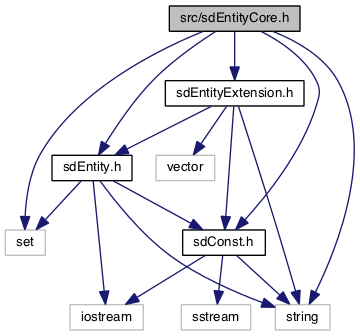 src/sdEntityCore.h
sdEntityExtension.h
sdEntity.h
vector
set
sdConst.h
iostream
sstream
string